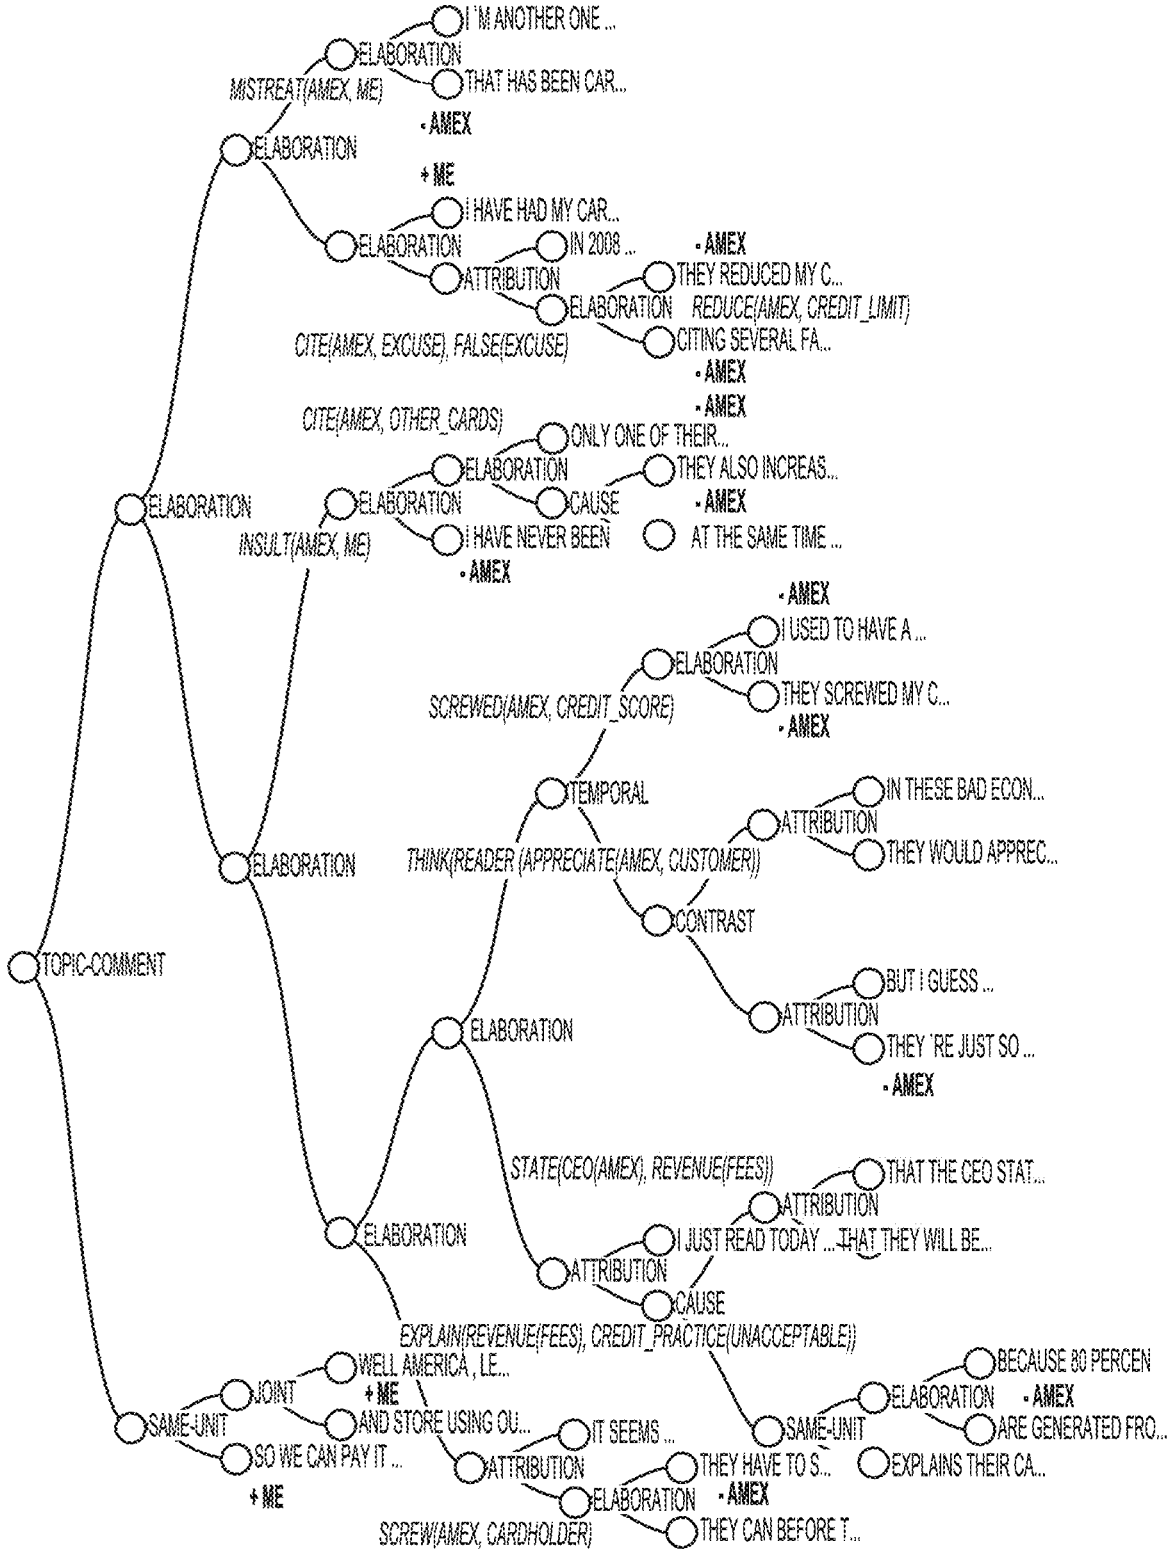 I 'M ANOTHER ONE ...
ELABORATION
THAT HAS BEEN CAR...
MISTREAT(AMEX, ME)
- AMEX
ELABORATION
+ ME
I HAVE HAD MY CAR...
ELABORATION
IN 2008 ...
- AMEX
ATTRIBUTION
THEY REDUCED MY C...
ELABORATION
REDUCE(AMEX, CREDIT_LIMIT)
CITE(AMEX, EXCUSE), FALSE(EXCUSE)
CITING SEVERAL FA...
- AMEX
- AMEX
CITE(AMEX, OTHER_CARDS)
ONLY ONE OF THEIR...
ELABORATION
THEY ALSO INCREAS...
ELABORATION
ELABORATION
CAUSE
- AMEX
INSULT(AMEX, ME)
I HAVE NEVER BEEN
AT THE SAME TIME ...
- AMEX
- AMEX
I USED TO HAVE A ...
ELABORATION
SCREWED(AMEX, CREDIT_SCORE)
THEY SCREWED MY C...
- AMEX
TEMPORAL
IN THESE BAD ECON...
ATTRIBUTION
THINK(READER (APPRECIATE(AMEX, CUSTOMER))
THEY WOULD APPREC...
ELABORATION
CONTRAST
TOPIC-COMMENT
BUT I GUESS ...
ATTRIBUTION
ELABORATION
THEY 'RE JUST SO ...
- AMEX
STATE(CEO(AMEX), REVENUE(FEES))
THAT THE CEO STAT...
ATTRIBUTION
ELABORATION
I JUST READ TODAY ...
THAT THEY WILL BE...
ATTRIBUTION
CAUSE
EXPLAIN(REVENUE(FEES), CREDIT_PRACTICE(UNACCEPTABLE))
WELL AMERICA , LE...
BECAUSE 80 PERCEN
JOINT
+ ME
ELABORATION
- AMEX
SAME-UNIT
AND STORE USING OU...
IT SEEMS ...
SAME-UNIT
ARE GENERATED FRO...
SO WE CAN PAY IT ...
ATTRIBUTION
THEY HAVE TO S...
EXPLAINS THEIR CA...
+ ME
ELABORATION
- AMEX
SCREW(AMEX, CARDHOLDER)
THEY CAN BEFORE T...